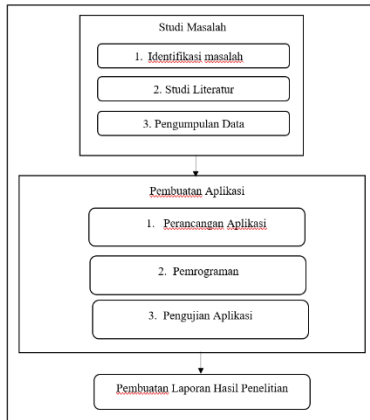 Studi Masalah
1. Identifikasi masalah
2. Studi Literatur
3. Pengumpulan Data
Pembuatan Aplikasi
1. Perancangan Aplikasi
2. Pemrograman
3. Pengujian Aplikasi
Pembuatan Laporan Hasil Penelitian